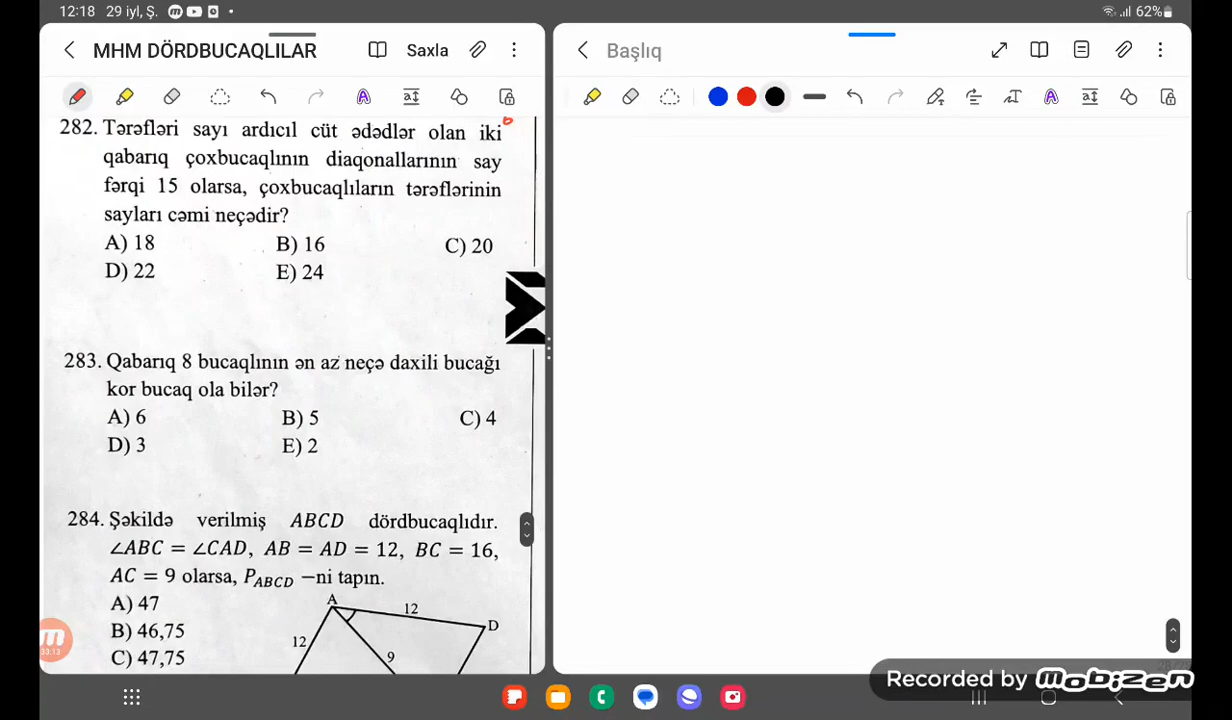 12:18 29 iyl, Ş. 62%
MHM DÖRDBUCAQLILAR Saxla
Başlıq
282. Tərəfləri sayı ardıcıl cüt ədədlər olan iki
qabarıq çoxbucaqlının diaqonallarının say
fərqi 15 olarsa, çoxbucaqlıların tərəflərinin
sayları cəmi neçədir?
A) 18 B) 16 C) 20
D) 22 E) 24
283. Qabarıq 8 bucaqlının ən az neçə daxili bucağı
kor bucaq ola bilər?
A) 6 B) 5 C) 4
D) 3 E) 2
284. Şəkildə verilmiş ABCD dördbucaqlıdır.
∠ABC = ∠CAD, AB = AD = 12, BC = 16,
AC = 9 olarsa, P_ABCD –ni tapın.
A) 47
B) 46,75
C) 47,75
A 12 D
12 9
33:13
Recorded by mobizen